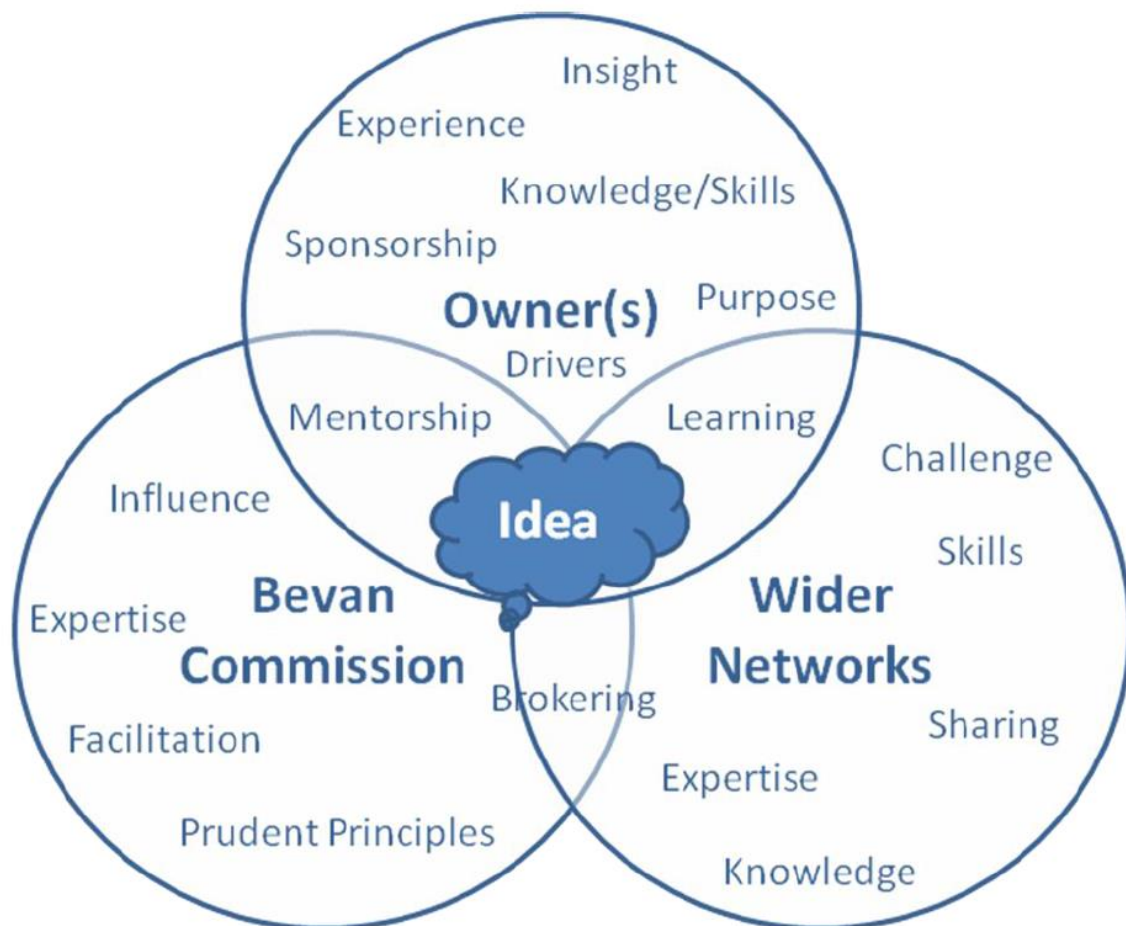 Insight
Experience
Knowledge/Skills
Sponsorship
Purpose
Owner(s)
Drivers
Mentorship
Learning
Challenge
Influence
Idea
Skills
Bevan
Commission
Wider
Networks
Expertise
Brokering
Facilitation
Sharing
Expertise
Prudent Principles
Knowledge